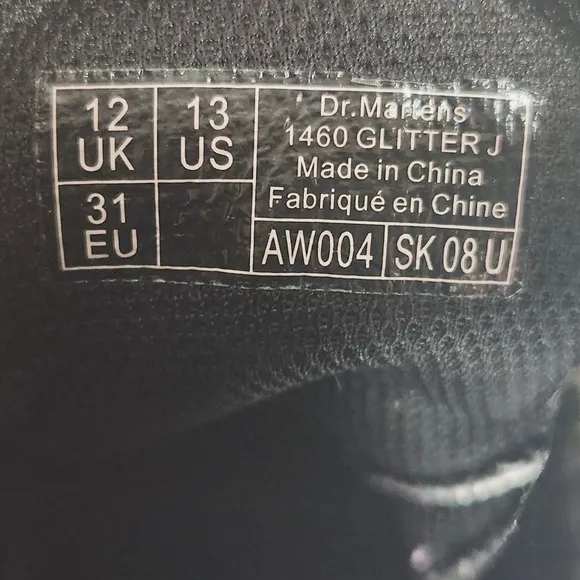 12
UK
13
US
31
EU
Dr.Martens
1460 GLITTER J
Made in China
Fabriqué en Chine
AW004
SK 08 U